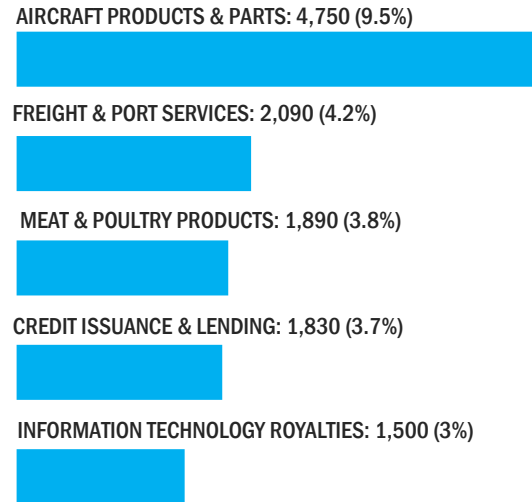 AIRCRAFT PRODUCTS & PARTS: 4,750 (9.5%)
FREIGHT & PORT SERVICES: 2,090 (4.2%)
MEAT & POULTRY PRODUCTS: 1,890 (3.8%)
CREDIT ISSUANCE & LENDING: 1,830 (3.7%)
INFORMATION TECHNOLOGY ROYALTIES: 1,500 (3%)